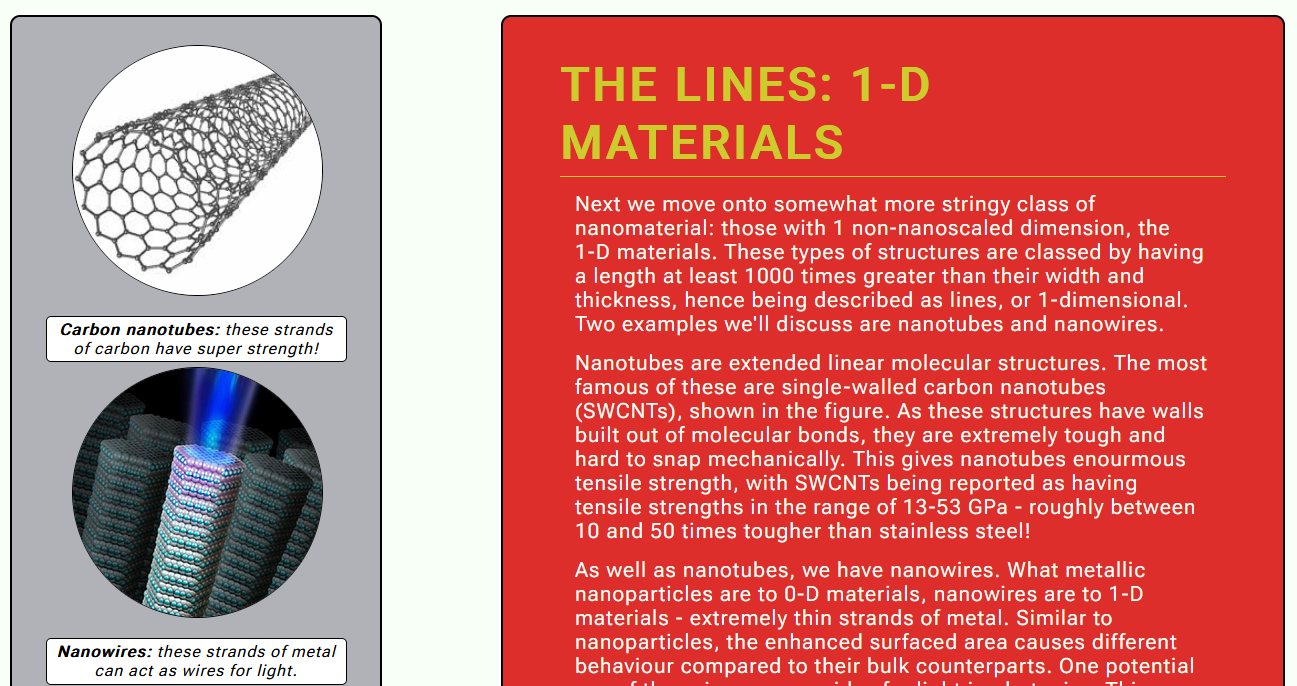 Carbon nanotubes: these strands
of carbon have super strength!
Nanowires: these strands of metal
can act as wires for light.
THE LINES: 1-D
MATERIALS
Next we move onto somewhat more stringy class of
nanomaterial: those with 1 non-nanoscaled dimension, the
1-D materials. These types of structures are classed by having
a length at least 1000 times greater than their width and
thickness, hence being described as lines, or 1-dimensional.
Two examples we'll discuss are nanotubes and nanowires.
Nanotubes are extended linear molecular structures. The most
famous of these are single-walled carbon nanotubes
(SWCNTs), shown in the figure. As these structures have walls
built out of molecular bonds, they are extremely tough and
hard to snap mechanically. This gives nanotubes enourmous
tensile strength, with SWCNTs being reported as having
tensile strengths in the range of 13-53 GPa - roughly between
10 and 50 times tougher than stainless steel!
As well as nanotubes, we have nanowires. What metallic
nanoparticles are to 0-D materials, nanowires are to 1-D
materials - extremely thin strands of metal. Similar to
nanoparticles, the enhanced surfaced area causes different
behaviour compared to their bulk counterparts. One potential